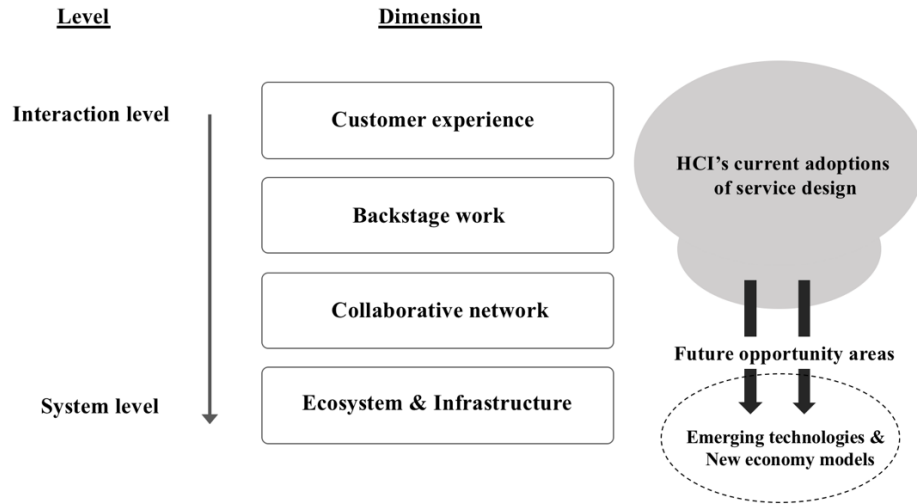 Level
Dimension
Interaction level
Customer experience
HCI’s current adoptions
of service design
Backstage work
Collaborative network
Future opportunity areas
System level
Ecosystem & Infrastructure
Emerging technologies &
New economy models